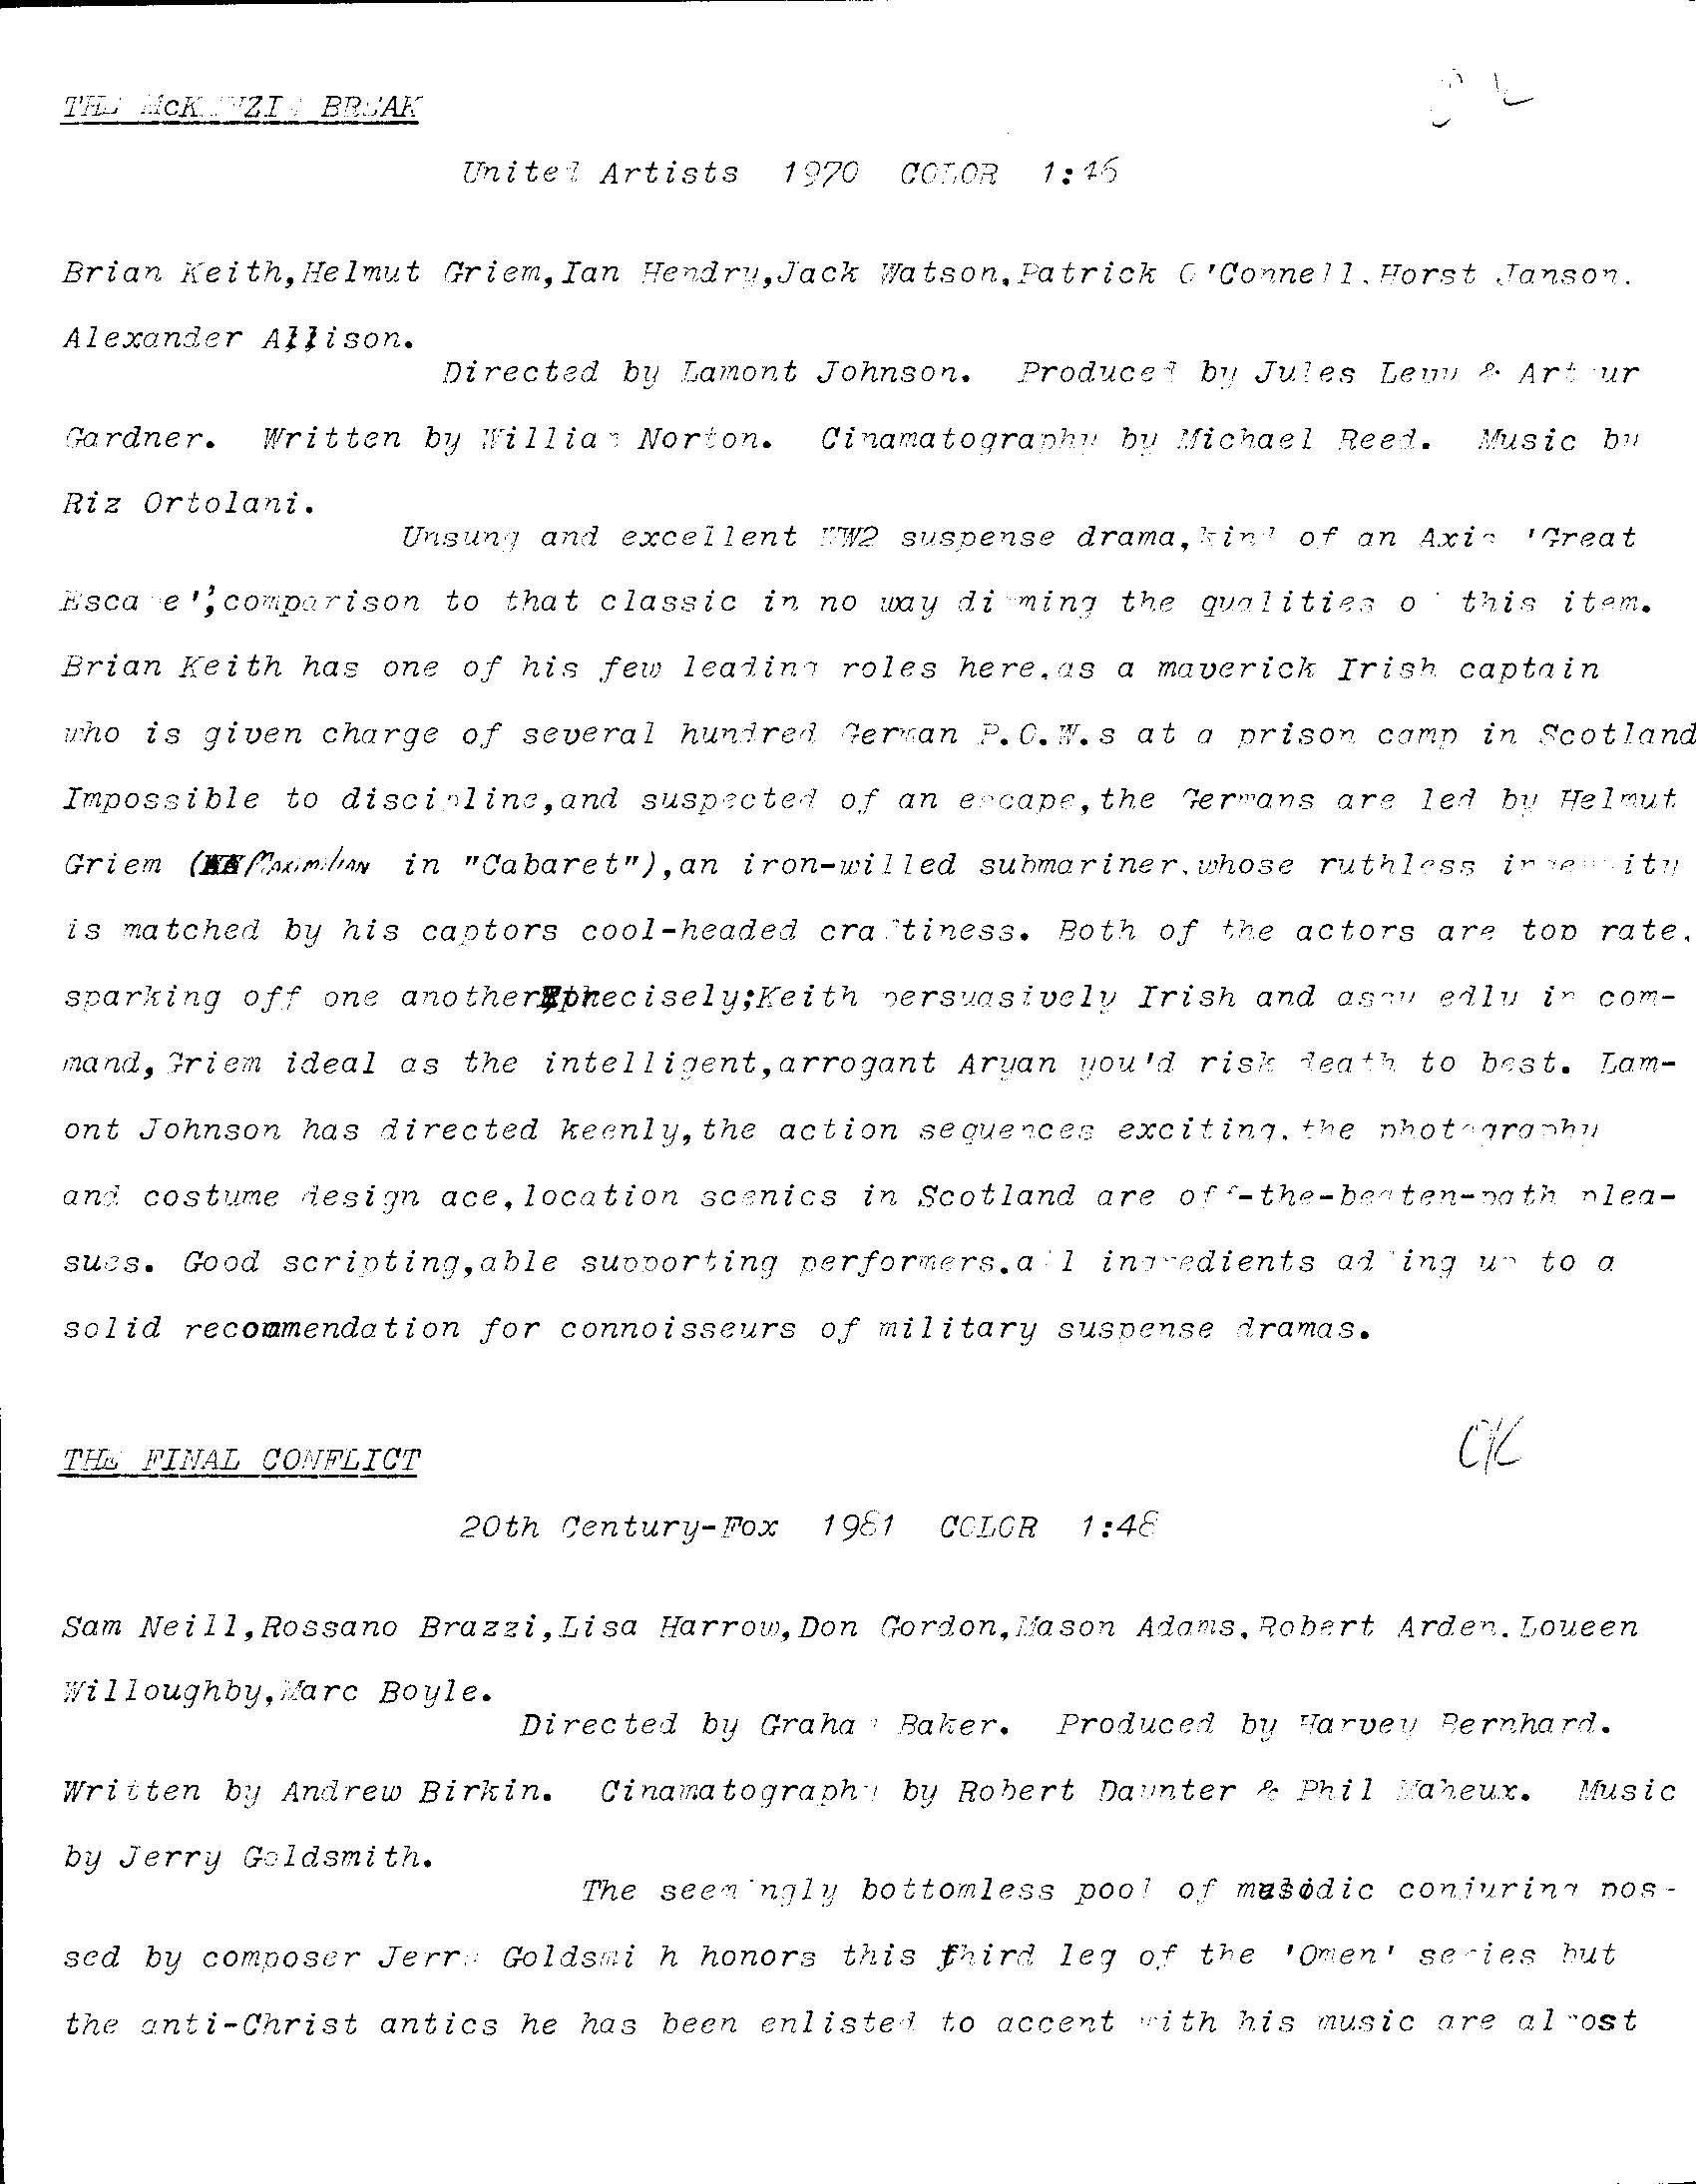 THE McKENZIE BREAK
OK
United Artists 1970 COLOR 1:46
Brian Keith,Helmut Griem,Ian Hendry,Jack Watson,Patrick O'Connell,Horst Janson.
Alexander Allison.
Directed by Lamont Johnson. Produced by Jules Levy & Arthur
Gardner. Written by William Norton. Cinamatography by Michael Reed. Music by
Riz Ortolani.
Unsung and excellent WW2 suspense drama,kind of an Axis 'Great
Escape';comparison to that classic in no way dimming the qualities of this item.
Brian Keith has one of his few leading roles here,as a maverick Irish captain
who is given charge of several hundred German P.O.W.s at a prison camp in Scotland
Impossible to discipline,and suspected of an escape,the Germans are led by Helmut
Griem (Maximilian in "Cabaret"),an iron-willed submariner,whose ruthless ingenuity
is matched by his captors cool-headed craftiness. Both of the actors are top rate,
sparking off one another precisely;Keith persuasively Irish and assuredly in com-
mand,Griem ideal as the intelligent,arrogant Aryan you'd risk death to best. Lam-
ont Johnson has directed keenly,the action sequences exciting,the photography
and costume design ace,location scenics in Scotland are off-the-beaten-path plea-
sues. Good scripting,able supporting performers,all ingredients adding up to a
solid recommendation for connoisseurs of military suspense dramas.
THE FINAL CONFLICT
OK
20th Century-Fox 1981 COLOR 1:48
Sam Neill,Rossano Brazzi,Lisa Harrow,Don Gordon,Mason Adams,Robert Arden.Loueen
Willoughby,Marc Boyle.
Directed by Graham Baker. Produced by Harvey Bernhard.
Written by Andrew Birkin. Cinamatography by Robert Daunter & Phil Maheux. Music
by Jerry Goldsmith.
The seemingly bottomless pool of melodic conjuring pos-
sed by composer Jerry Goldsmith honors this third leg of the 'Omen' series but
the anti-Christ antics he has been enlisted to accent with his music are almost